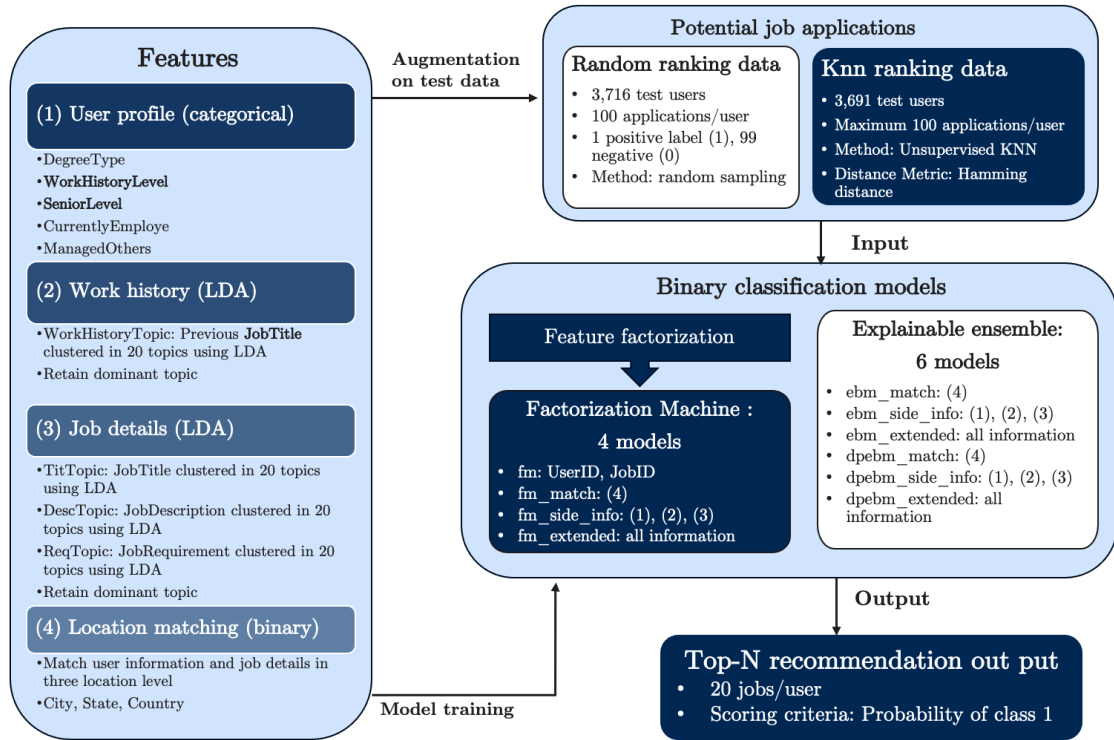 Features
(1) User profile (categorical)
•DegreeType
•WorkHistoryLevel
•SeniorLevel
•CurrentlyEmploye
•ManagedOthers
(2) Work history (LDA)
•WorkHistoryTopic: Previous JobTitle
clustered in 20 topics using LDA
•Retain dominant topic
(3) Job details (LDA)
•TitTopic: JobTitle clustered in 20 topics
using LDA
•DescTopic: JobDescription clustered in 20
topics using LDA
•ReqTopic: JobRequirement clustered in 20
topics using LDA
•Retain dominant topic
(4) Location matching (binary)
•Match user information and job details in
three location level
•City, State, Country
Augmentation
on test data
Model training
Potential job applications
Random ranking data
• 3,716 test users
• 100 applications/user
• 1 positive label (1), 99
negative (0)
• Method: random sampling
Knn ranking data
• 3,691 test users
• Maximum 100 applications/user
• Method: Unsupervised KNN
• Distance Metric: Hamming
distance
Input
Binary classification models
Feature factorization
Factorization Machine :
4 models
• fm: UserID, JobID
• fm_match: (4)
• fm_side_info: (1), (2), (3)
• fm_extended: all information
Explainable ensemble:
6 models
• ebm_match: (4)
• ebm_side_info: (1), (2), (3)
• ebm_extended: all information
• dpebm_match: (4)
• dpebm_side_info: (1), (2), (3)
• dpebm_extended: all
information
Output
Top-N recommendation out put
• 20 jobs/user
• Scoring criteria: Probability of class 1